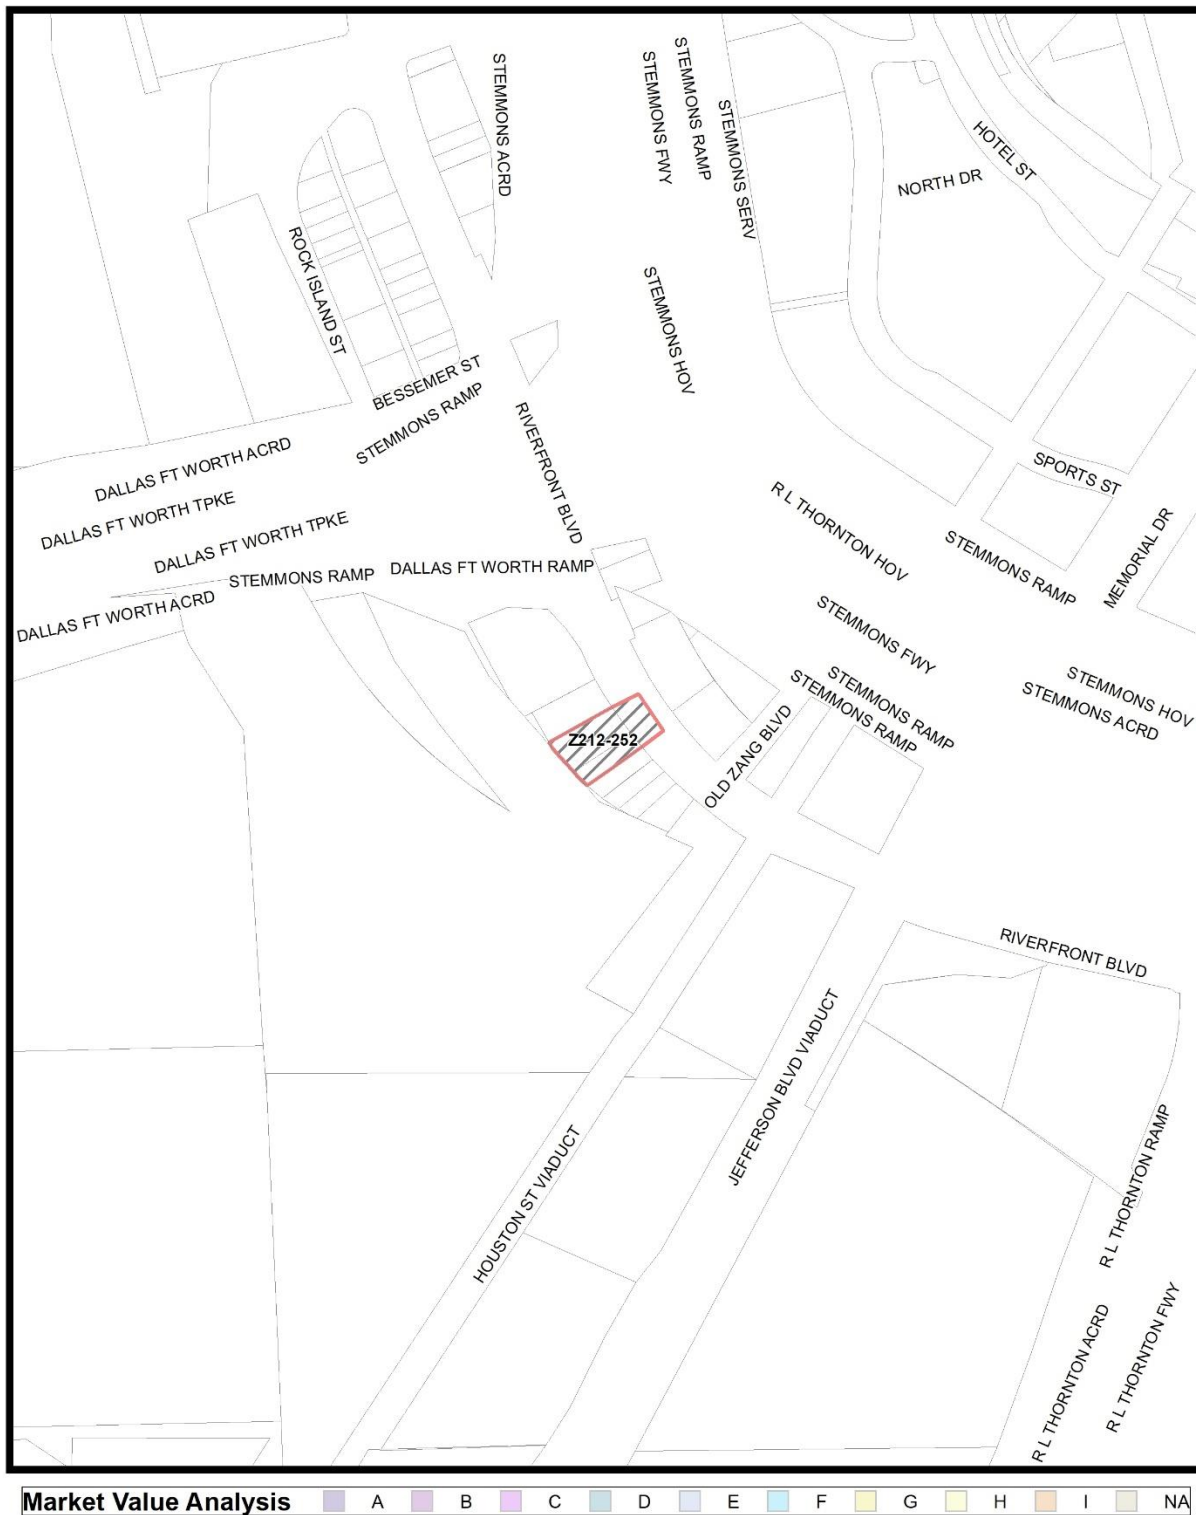 STEMMONS ACRD
STEMMONS FWY
STEMMONS RAMP
STEMMONS SERV
HOTEL ST
NORTH DR
ROCK ISLAND ST
STEMMONS HOV
BESSEMER ST
STEMMONS RAMP
RIVERFRONT BLVD
DALLAS FT WORTH ACRD
DALLAS FT WORTH TPKE
DALLAS FT WORTH TPKE
SPORTS ST
R L THORNTON HOV
STEMMONS RAMP
MEMORIAL DR
STEMMONS RAMP
DALLAS FT WORTH RAMP
DALLAS FT WORTH ACRD
STEMMONS FWY
STEMMONS RAMP
STEMMONS RAMP
STEMMONS HOV
STEMMONS ACRD
Z212-252
OLD ZANG BLVD
RIVERFRONT BLVD
JEFFERSON BLVD VIADUCT
HOUSTON ST VIADUCT
R L THORNTON RAMP
R L THORNTON ACRD
R L THORNTON FWY
Market Value Analysis A B C D E F G H I NA